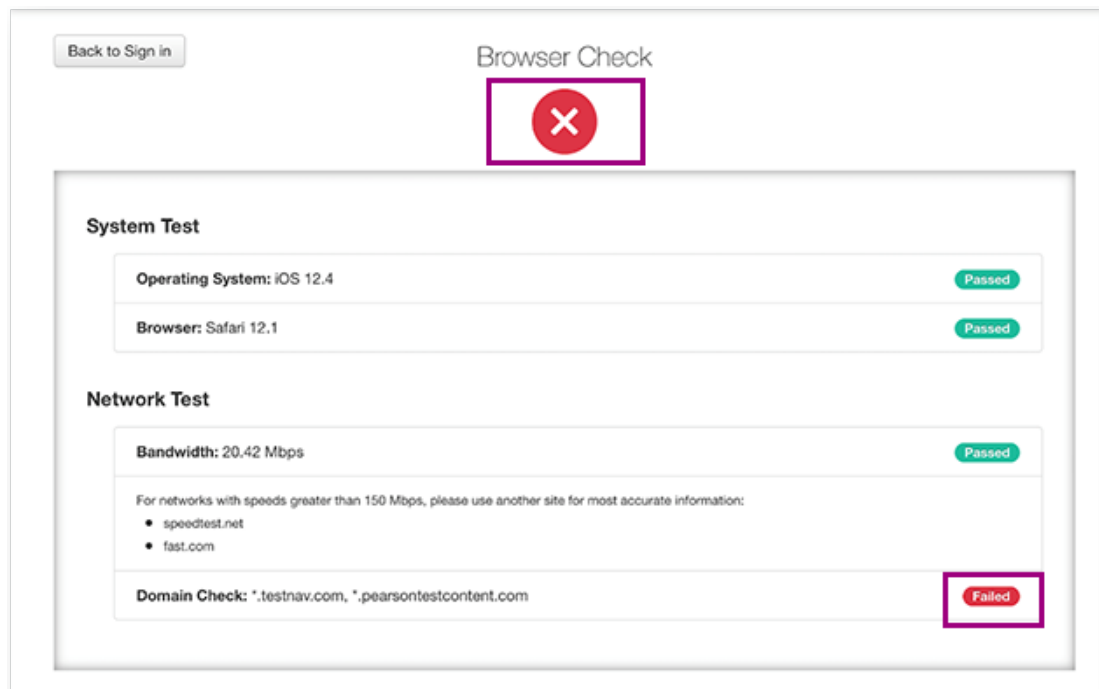 Back to Sign in
Browser Check
System Test
Operating System: iOS 12.4
Passed
Browser: Safari 12.1
Passed
Network Test
Bandwidth: 20.42 Mbps
Passed
For networks with speeds greater than 150 Mbps, please use another site for most accurate information:
speedtest.net
fast.com
Domain Check: *.testnav.com, *.pearsontestcontent.com
Failed